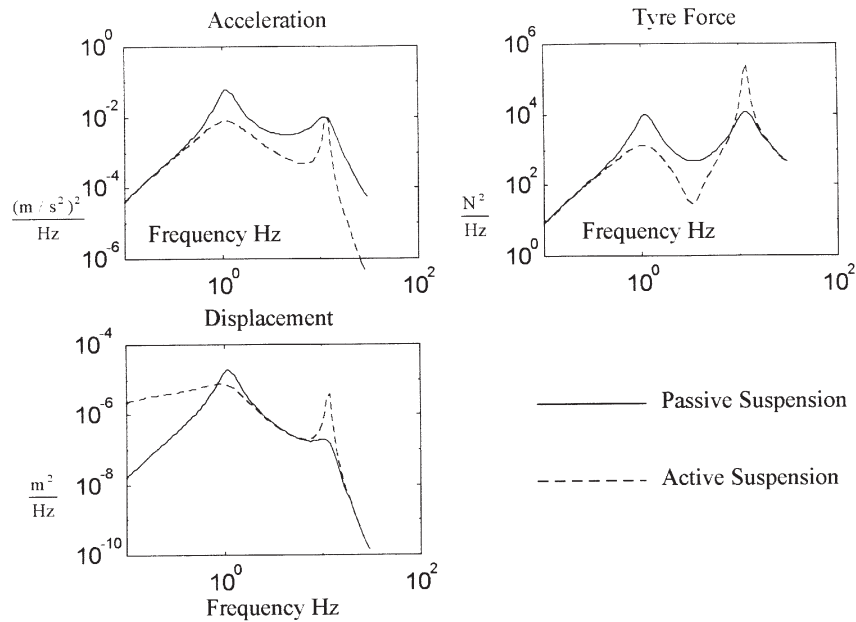 Acceleration
10^0
10^-2
10^-4
10^-6
(m / s^2)^2
Hz
Frequency Hz
10^0
10^2
Tyre Force
10^6
10^4
10^2
10^0
N^2
Hz
Frequency Hz
10^0
10^2
Displacement
10^-4
10^-6
10^-8
10^-10
m^2
Hz
10^0
10^2
Frequency Hz
Passive Suspension
Active Suspension